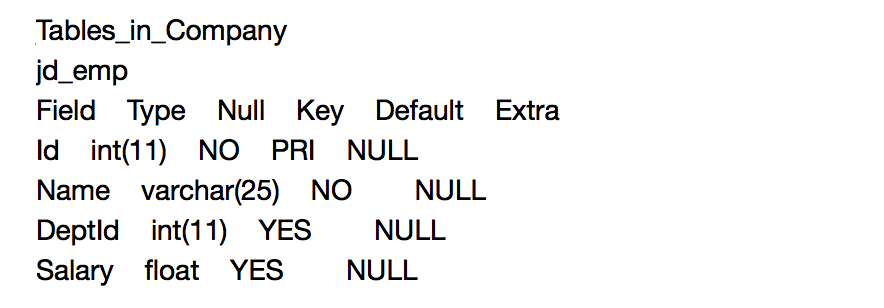 Tables_in_Company
jd_emp
Field Type Null Key Default Extra
Id int(11) NO PRI NULL
Name varchar(25) NO NULL
DeptId int(11) YES NULL
Salary float YES NULL